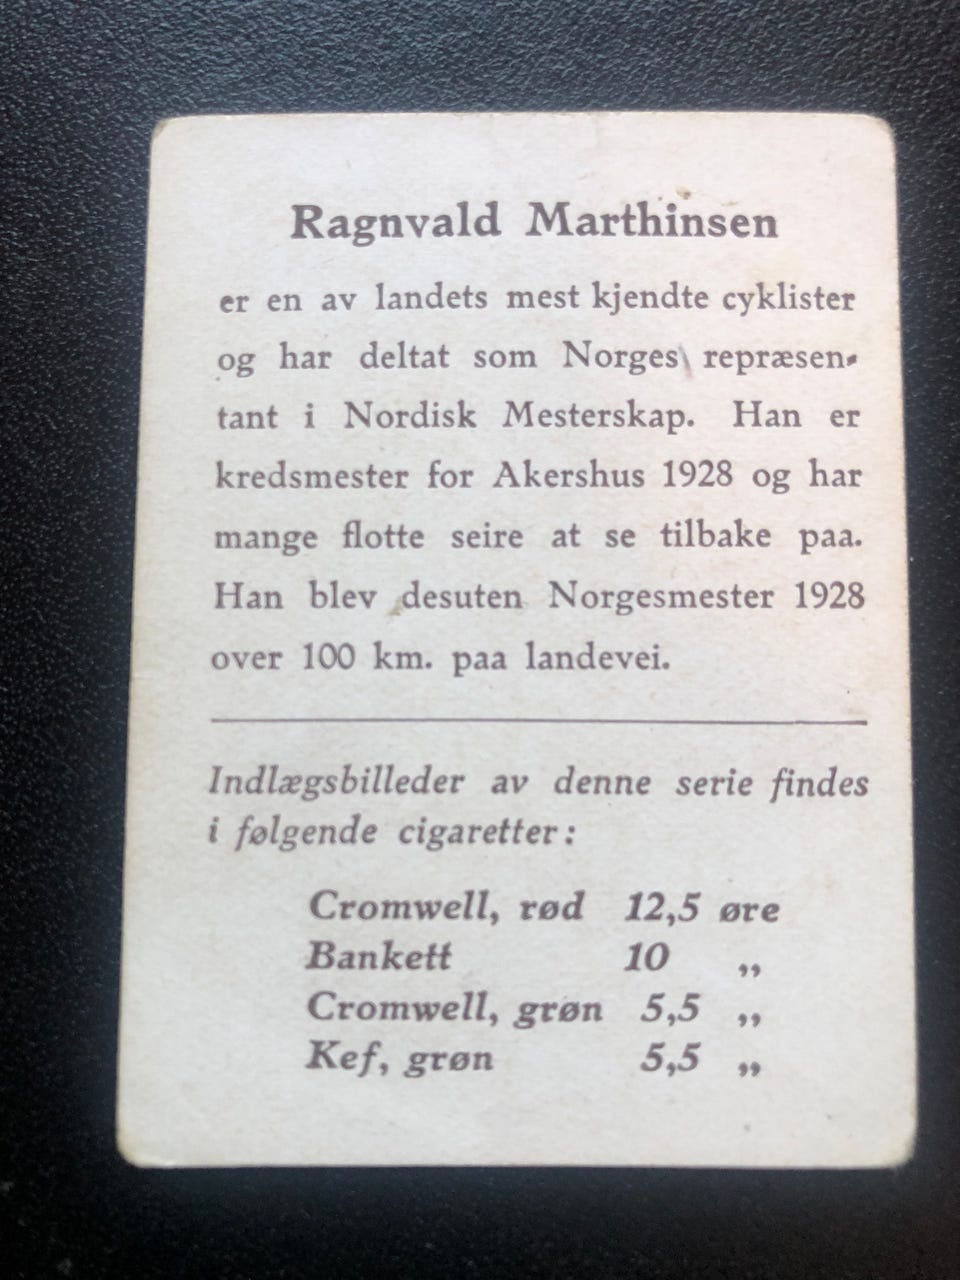 Ragnvald Marthinsen
er en av landets mest kjendte cyklister
og har deltat som Norges repræsen-
tant i Nordisk Mesterskap. Han er
kredsmester for Akershus 1928 og har
mange flotte seire at se tilbake paa.
Han blev desuten Norgesmester 1928
over 100 km. paa landevei.
Indlægsbilleder av denne serie findes
i følgende cigaretter:
Cromwell, rød 12,5 øre
Bankett 10 „
Cromwell, grøn 5,5 „
Kef, grøn 5,5 „